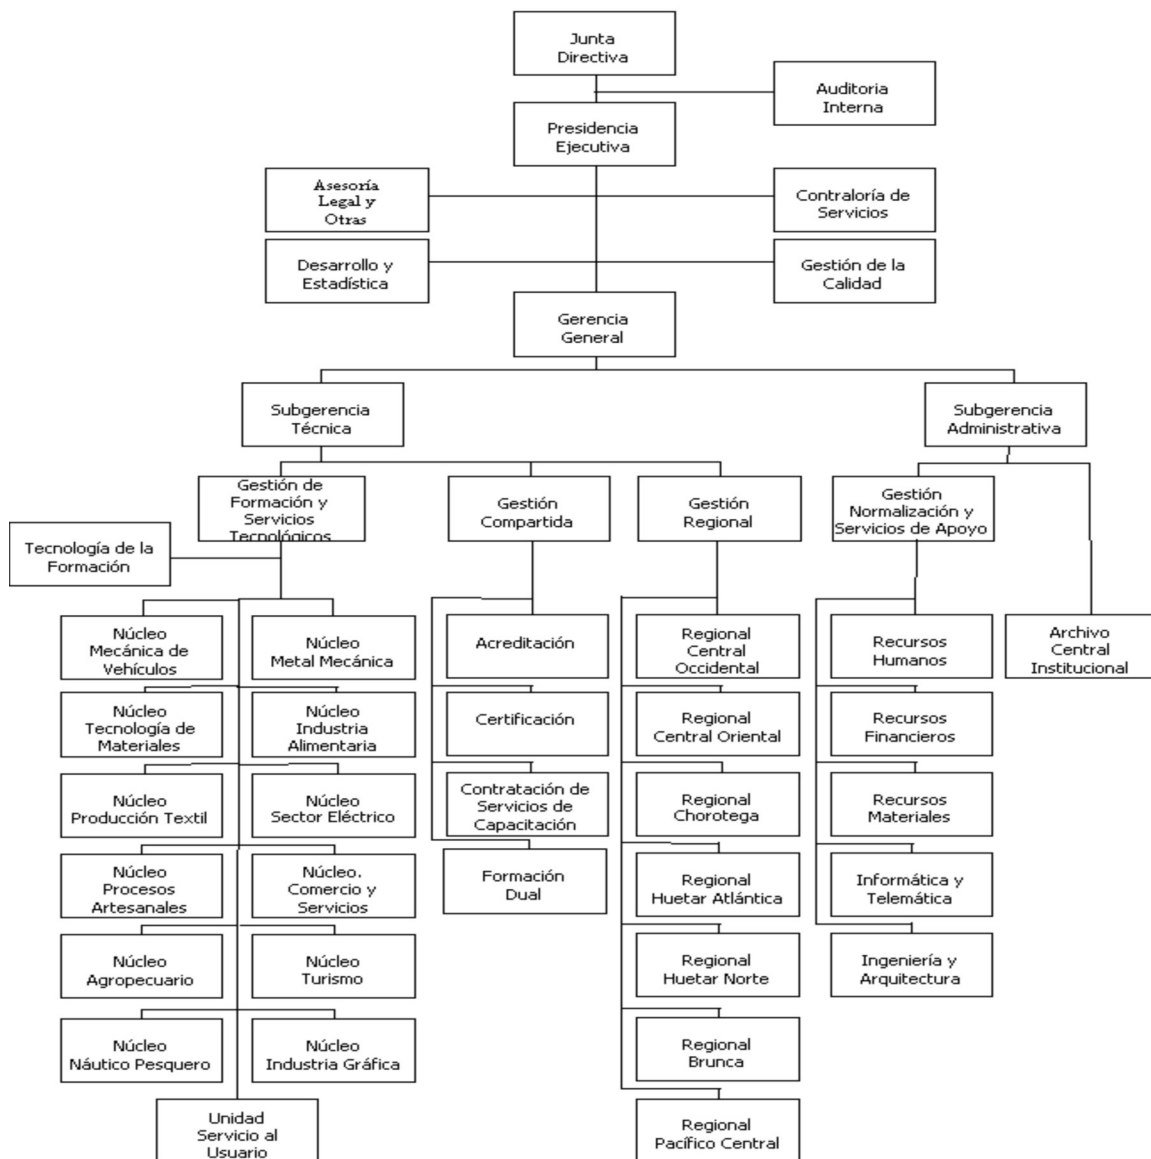 Junta
Directiva
Auditoria
Interna
Presidencia
Ejecutiva
Asesoría
Legal y
Otras
Contraloría de
Servicios
Desarrollo y
Estadística
Gestión de la
Calidad
Gerencia
General
Subgerencia
Técnica
Subgerencia
Administrativa
Gestión de
Formación y
Servicios
Tecnológicos
Gestión
Compartida
Gestión
Regional
Gestión
Normalización y
Servicios de Apoyo
Tecnología de la
Formación
Núcleo
Mecánica de
Vehículos
Núcleo
Metal Mecánica
Acreditación
Regional
Central
Occidental
Recursos
Humanos
Archivo
Central
Institucional
Núcleo
Tecnología de
Materiales
Núcleo
Industria
Alimentaria
Certificación
Regional
Central Oriental
Recursos
Financieros
Núcleo
Producción Textil
Núcleo
Sector Eléctrico
Contratación de
Servicios de
Capacitación
Regional
Chorotega
Recursos
Materiales
Núcleo
Procesos
Artesanales
Núcleo.
Comercio y
Servicios
Formación
Dual
Regional
Huetar Atlántica
Informática y
Telemática
Núcleo
Agropecuario
Núcleo
Turismo
Regional
Huetar Norte
Ingeniería y
Arquitectura
Núcleo
Náutico Pesquero
Núcleo
Industria Gráfica
Regional
Brunca
Unidad
Servicio al
Usuario
Regional
Pacífico Central